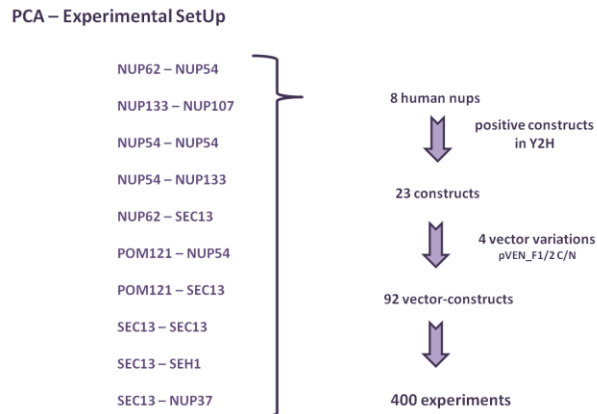 PCA – Experimental SetUp
NUP62 – NUP54
NUP133 – NUP107
NUP54 – NUP54
NUP54 – NUP133
NUP62 – SEC13
POM121 – NUP54
POM121 – SEC13
SEC13 – SEC13
SEC13 – SEH1
SEC13 – NUP37
8 human nups
positive constructs
in Y2H
23 constructs
4 vector variations
pVEN_F1/2 C/N
92 vector-constructs
400 experiments